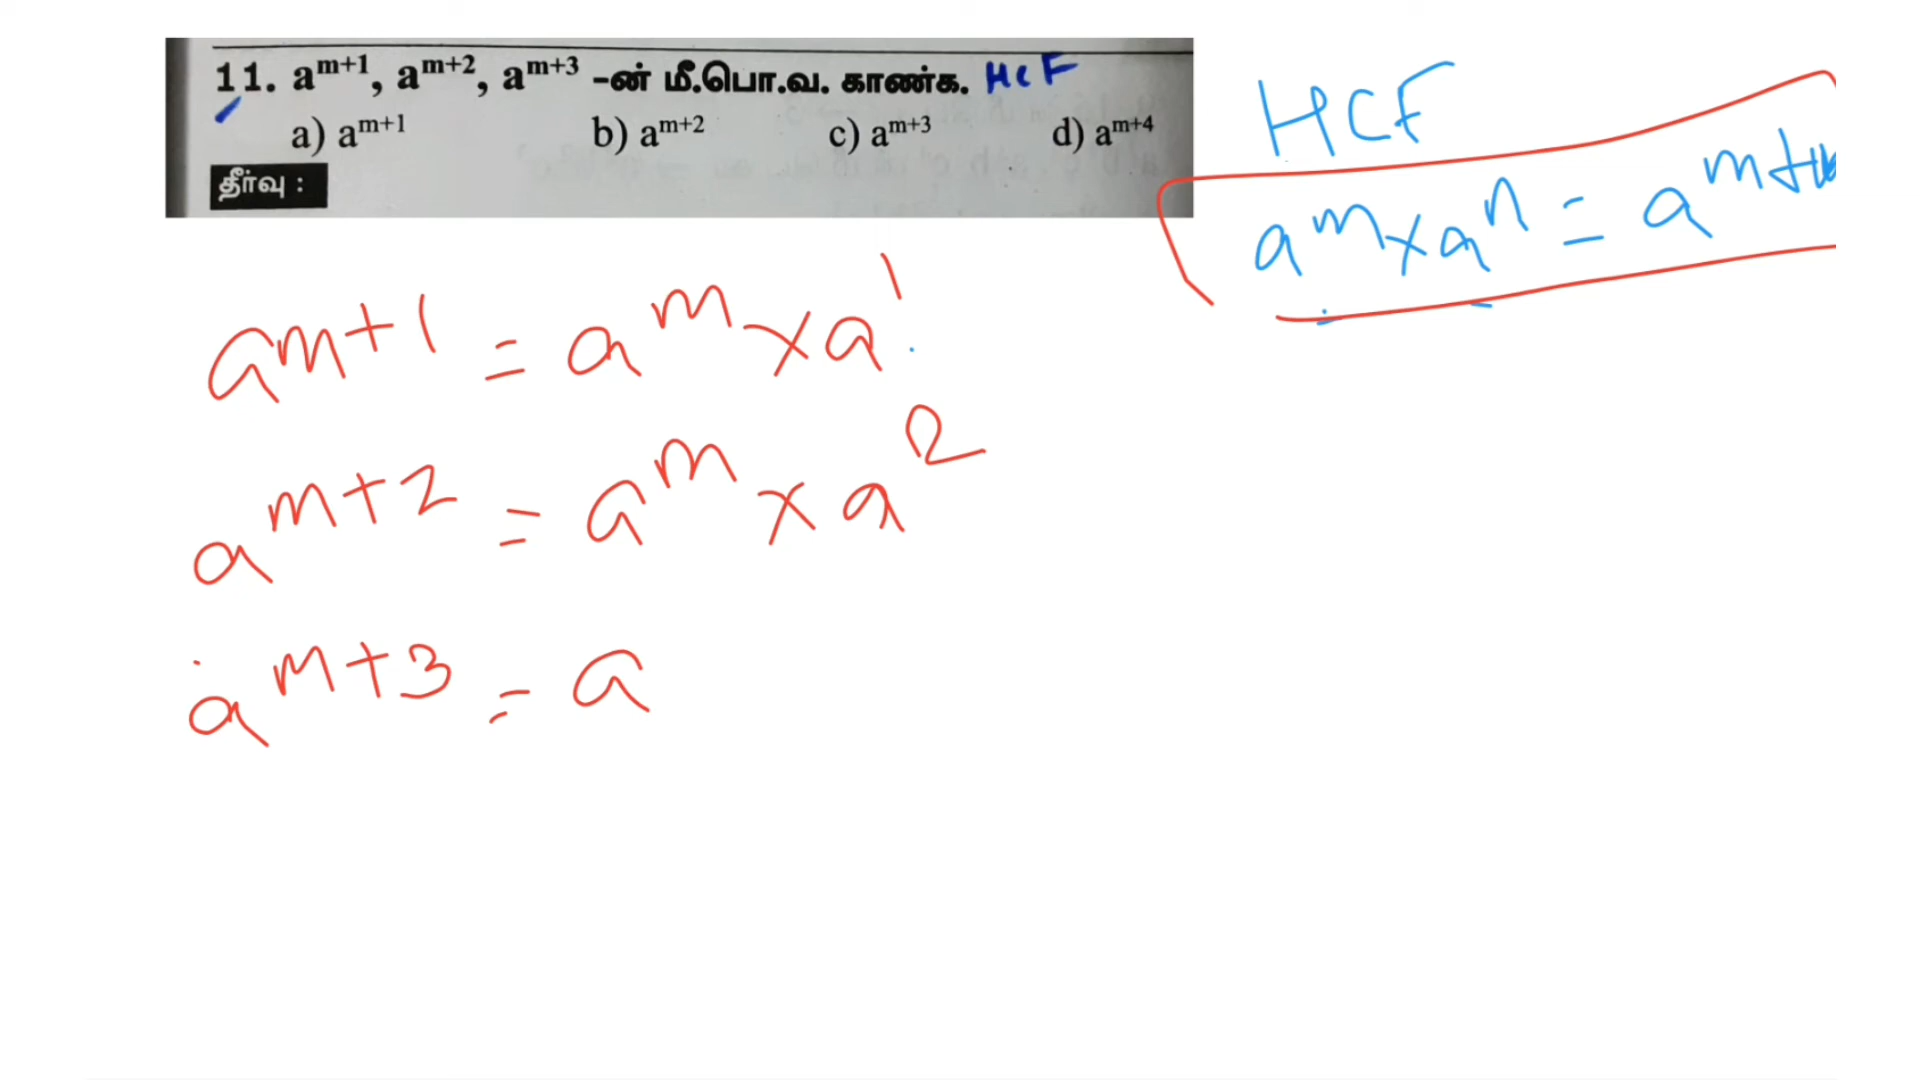 11. aᵐ⁺¹, aᵐ⁺², aᵐ⁺³ -ன் மீ.பொ.வ. காண்க. HCF
a) aᵐ⁺¹ b) aᵐ⁺² c) aᵐ⁺³ d) aᵐ⁺⁴
தீர்வு :
HCF
aᵐ × aⁿ = aᵐ⁺ⁿ
aᵐ⁺¹ = aᵐ × a¹
aᵐ⁺² = aᵐ × a²
aᵐ⁺³ = a